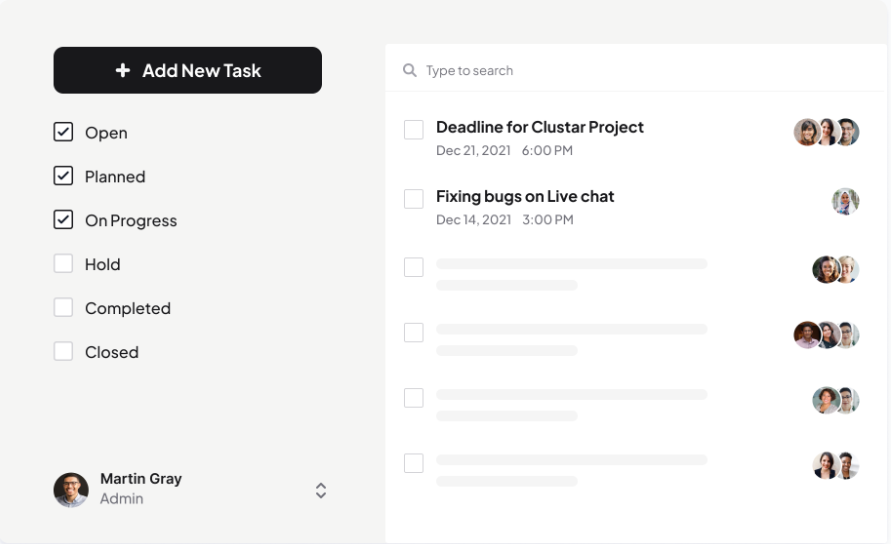 Add New Task
Open
Planned
On Progress
Hold
Completed
Closed
Martin Gray
Admin
Type to search
Deadline for Clustar Project
Dec 21, 2021 6:00 PM
Fixing bugs on Live chat
Dec 14, 2021 3:00 PM